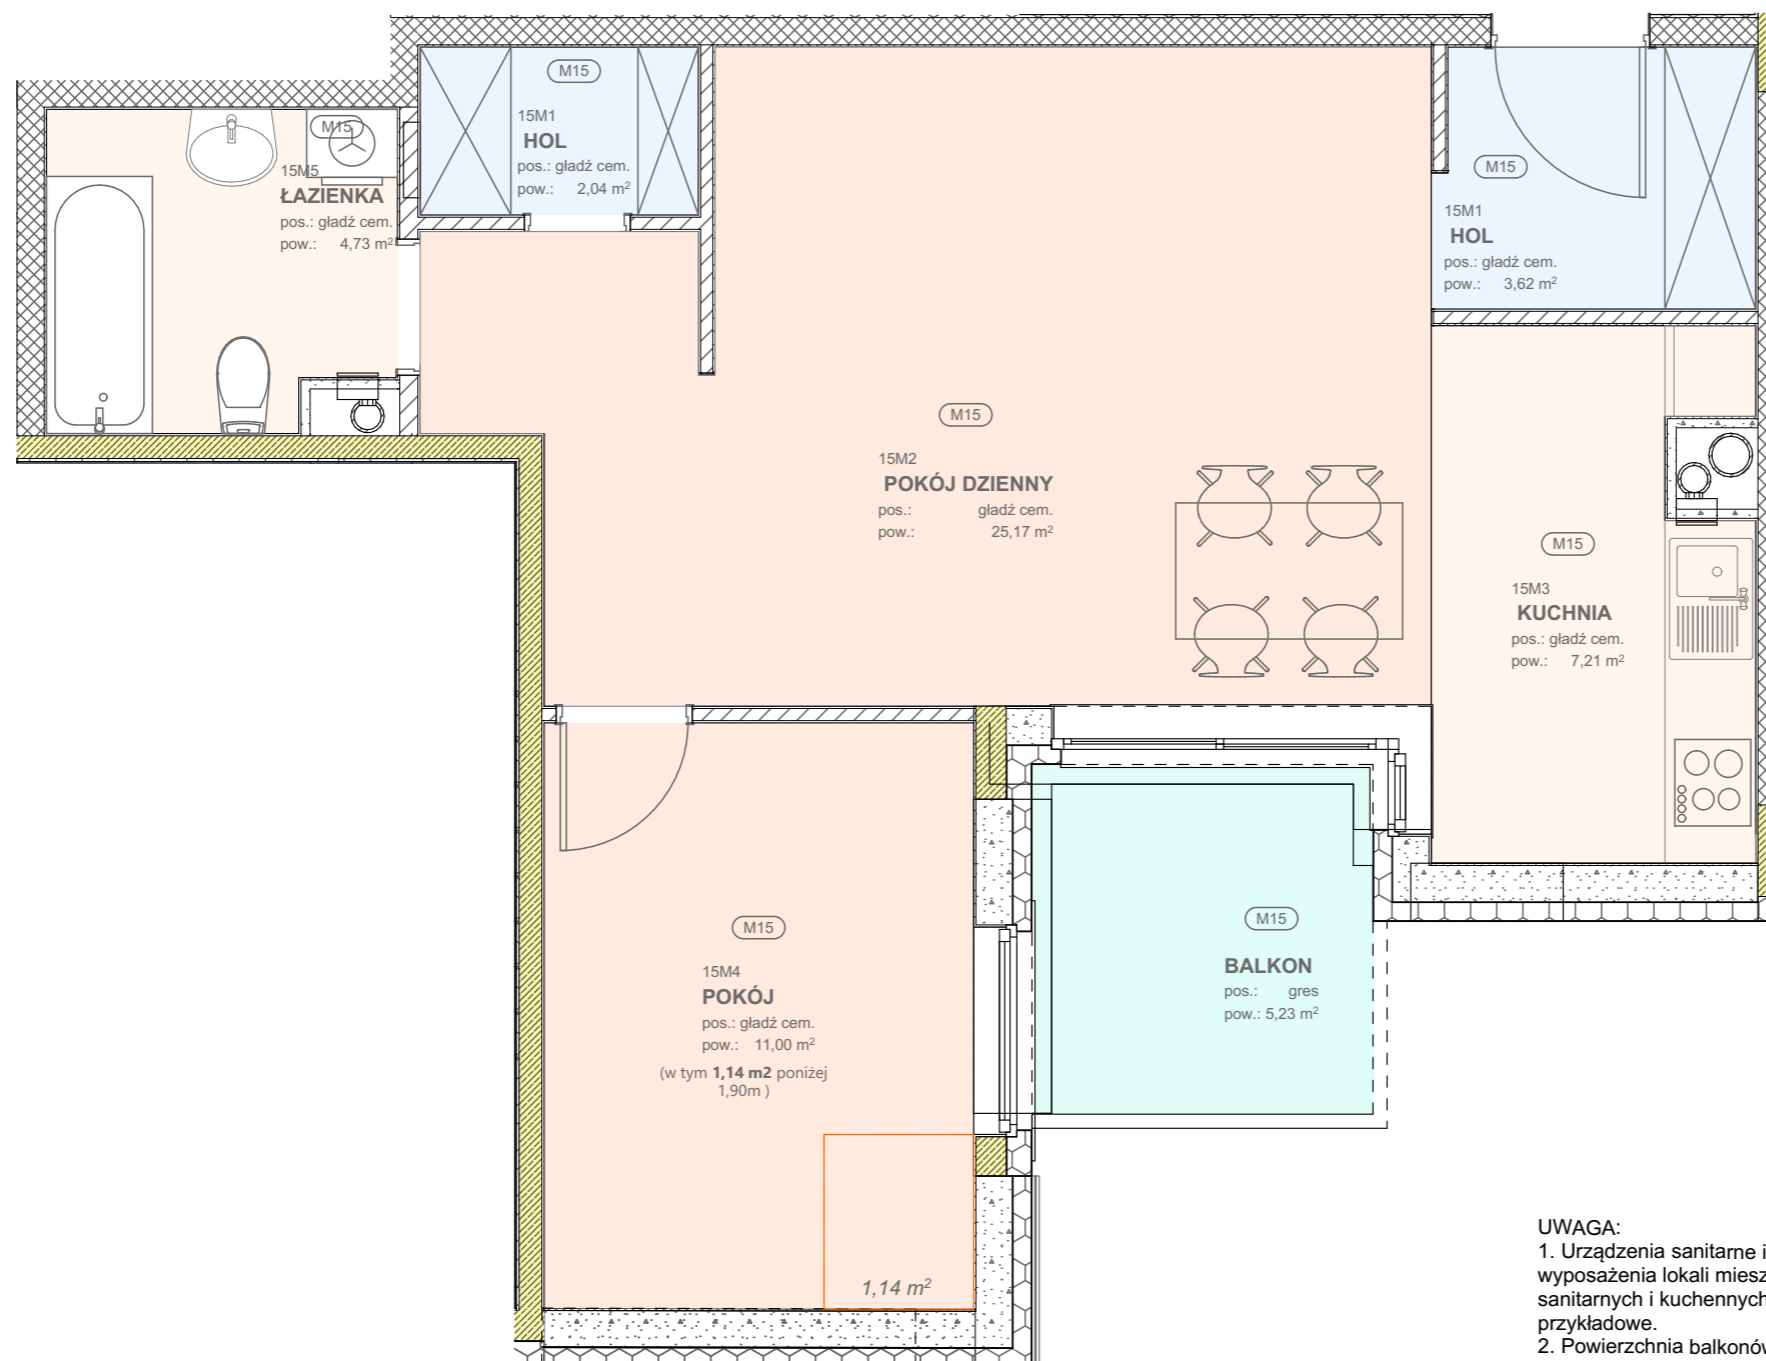 M15
15M1
HOL
pos.: gładź cem.
pow.: 2,04 m²
M15
15M5
ŁAZIENKA
pos.: gładź cem.
pow.: 4,73 m²
M15
15M1
HOL
pos.: gładź cem.
pow.: 3,62 m²
M15
15M2
POKÓJ DZIENNY
pos.: gładź cem.
pow.: 25,17 m²
M15
15M3
KUCHNIA
pos.: gładź cem.
pow.: 7,21 m²
M15
15M4
POKÓJ
pos.: gładź cem.
pow.: 11,00 m²
(w tym 1,14 m2 poniżej
1,90m )
1,14 m²
M15
BALKON
pos.: gres
pow.: 5,23 m²
UWAGA:
1. Urządzenia sanitarne i
wyposażenia lokali miesz
sanitarnych i kuchennych
przykładowe.
2. Powierzchnia balkonów